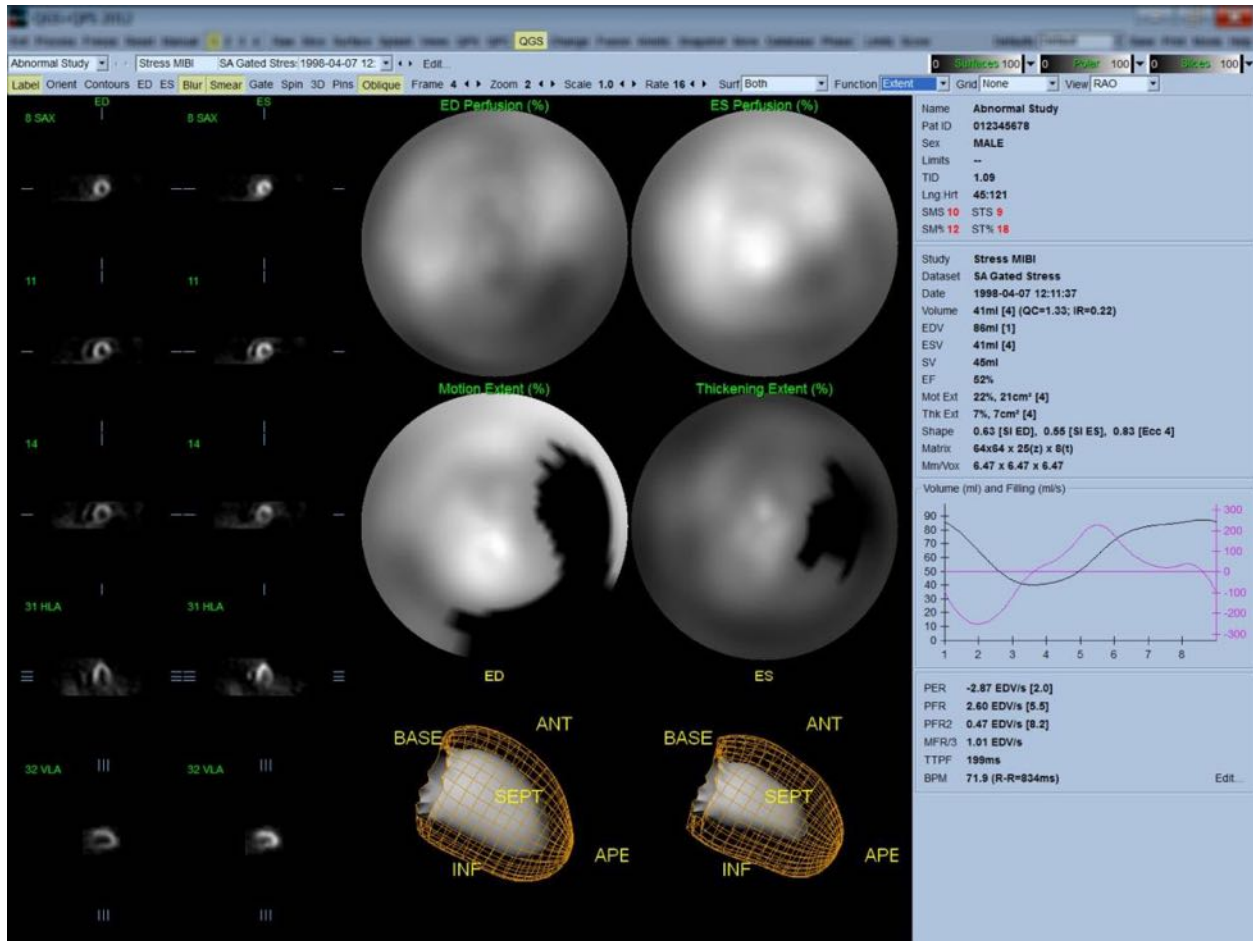 QGS+QPS 2012
QGS
Abnormal Study Stress MIBI SA Gated Stres: 1998-04-07 12: Edit...
0 Surfaces 100 0 Polar 100 0 Slices 100
Label Orient Contours ED ES Blur Smear Gate Spin 3D Pins Oblique Frame 4 Zoom 2 Scale 1.0 Rate 16 Surf Both Function Extent Grid None View RAO
ED ES
8 SAX 8 SAX
11 11
14 14
31 HLA 31 HLA
32 VLA 32 VLA
ED Perfusion (%) ES Perfusion (%)
Motion Extent (%) Thickening Extent (%)
ED ES
BASE ANT BASE ANT
SEPT SEPT
INF APE INF APE
Name Abnormal Study
Pat ID 012345678
Sex MALE
Limits --
TID 1.09
Lng:Hrt 45:121
SMS 10 STS 9
SM% 12 ST% 18
Study Stress MIBI
Dataset SA Gated Stress
Date 1998-04-07 12:11:37
Volume 41ml [4] (QC=1.33; IR=0.22)
EDV 86ml [1]
ESV 41ml [4]
SV 45ml
EF 52%
Mot Ext 22%, 21cm² [4]
Thk Ext 7%, 7cm² [4]
Shape 0.63 [SI ED], 0.55 [SI ES], 0.83 [Ecc 4]
Matrix 64x64 x 25(z) x 8(t)
Mm/Vox 6.47 x 6.47 x 6.47
Volume (ml) and Filling (ml/s)
90 300
80 200
70 100
60
50 0
40 -100
30
20 -200
10
0 -300
1 2 3 4 5 6 7 8
PER -2.87 EDV/s [2.0]
PFR 2.60 EDV/s [5.5]
PFR2 0.47 EDV/s [8.2]
MFR/3 1.01 EDV/s
TTPF 199ms
BPM 71.9 (R-R=834ms) Edit...